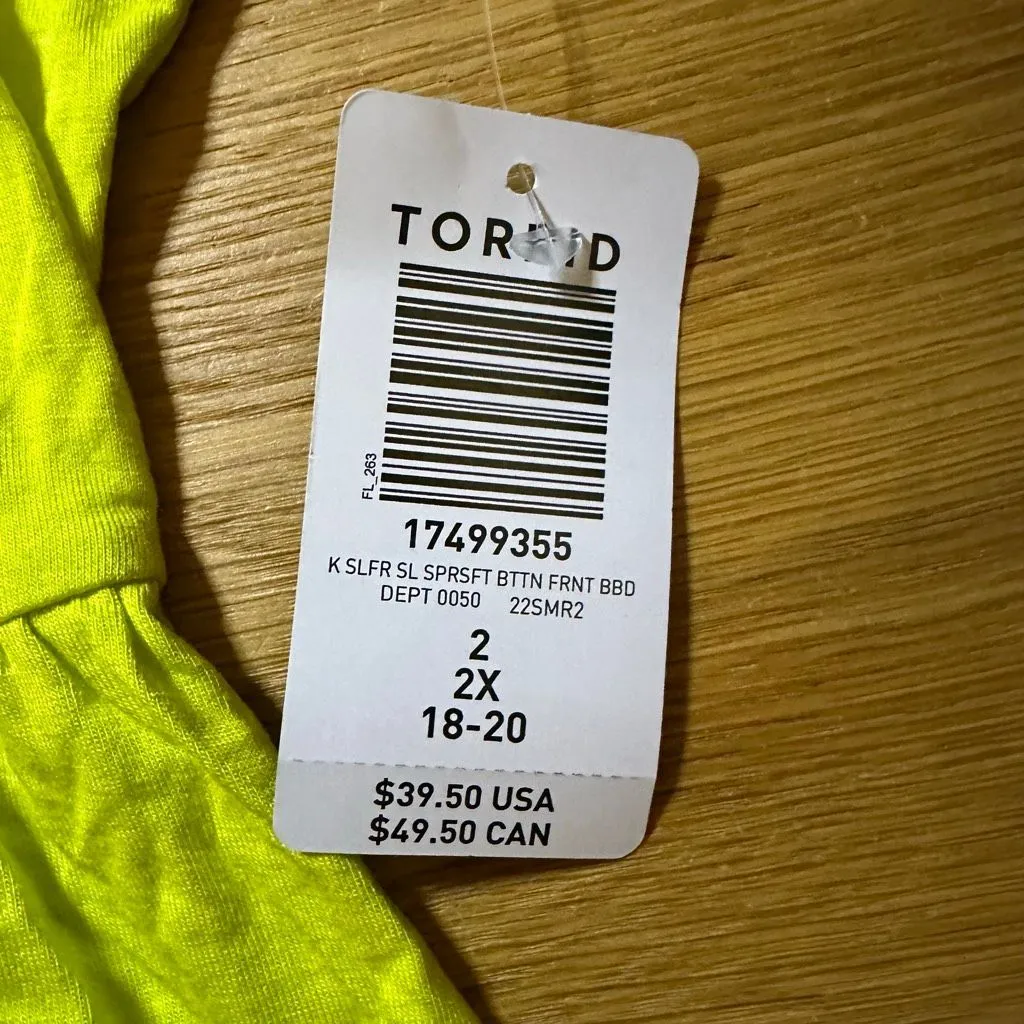 TORRID
FL_263
17499355
K SLFR SL SPRSFT BTTN FRNT BBD
DEPT 0050 22SMR2
2
2X
18-20
$39.50 USA
$49.50 CAN